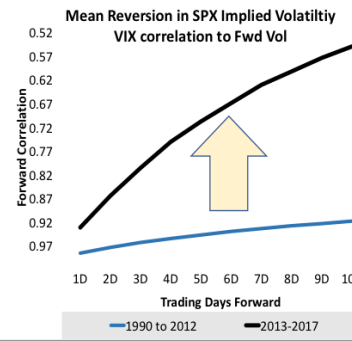 Mean Reversion in SPX Implied Volatiltiy
VIX correlation to Fwd Vol
Forward Correlation
0.52
0.57
0.62
0.67
0.72
0.77
0.82
0.87
0.92
0.97
1D 2D 3D 4D 5D 6D 7D 8D 9D
Trading Days Forward
1990 to 2012 2013-2017